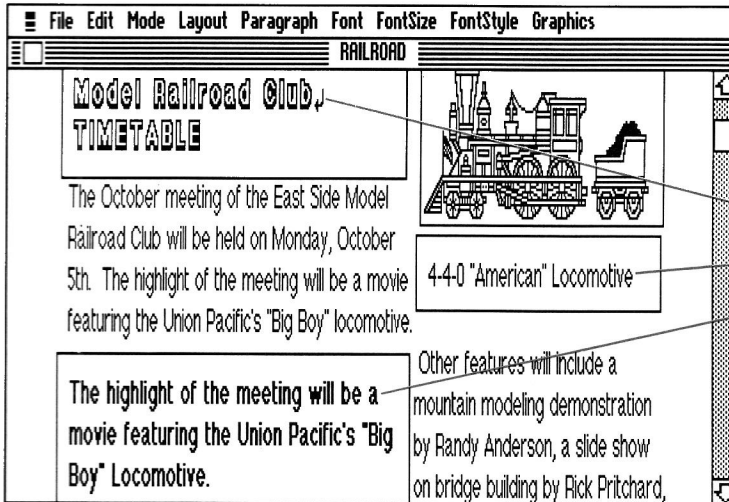 File Edit Mode Layout Paragraph Font FontSize FontStyle Graphics
RAILROAD
Model Railroad Club
TIMETABLE
The October meeting of the East Side Model
Railroad Club will be held on Monday, October
5th. The highlight of the meeting will be a movie
featuring the Union Pacific's "Big Boy" locomotive.
The highlight of the meeting will be a
movie featuring the Union Pacific's "Big
Boy" Locomotive.
4-4-0 "American" Locomotive
Other features will include a
mountain modeling demonstration
by Randy Anderson, a slide show
on bridge building by Rick Pritchard,